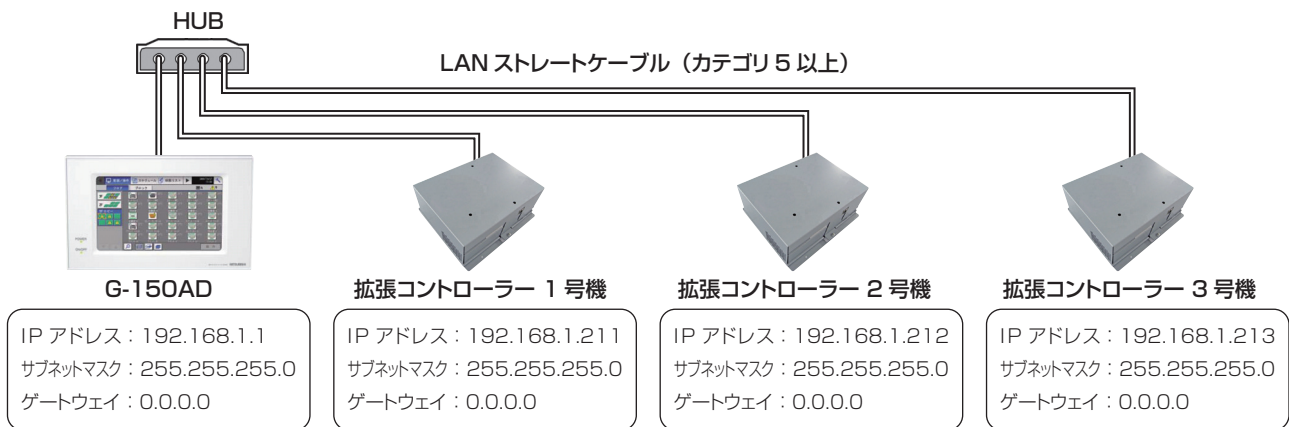 HUB
LAN ストレートケーブル（カテゴリ 5 以上）
G-150AD
拡張コントローラー 1 号機
拡張コントローラー 2 号機
拡張コントローラー 3 号機
IP アドレス：192.168.1.1
サブネットマスク：255.255.255.0
ゲートウェイ：0.0.0.0
IP アドレス：192.168.1.211
サブネットマスク：255.255.255.0
ゲートウェイ：0.0.0.0
IP アドレス：192.168.1.212
サブネットマスク：255.255.255.0
ゲートウェイ：0.0.0.0
IP アドレス：192.168.1.213
サブネットマスク：255.255.255.0
ゲートウェイ：0.0.0.0